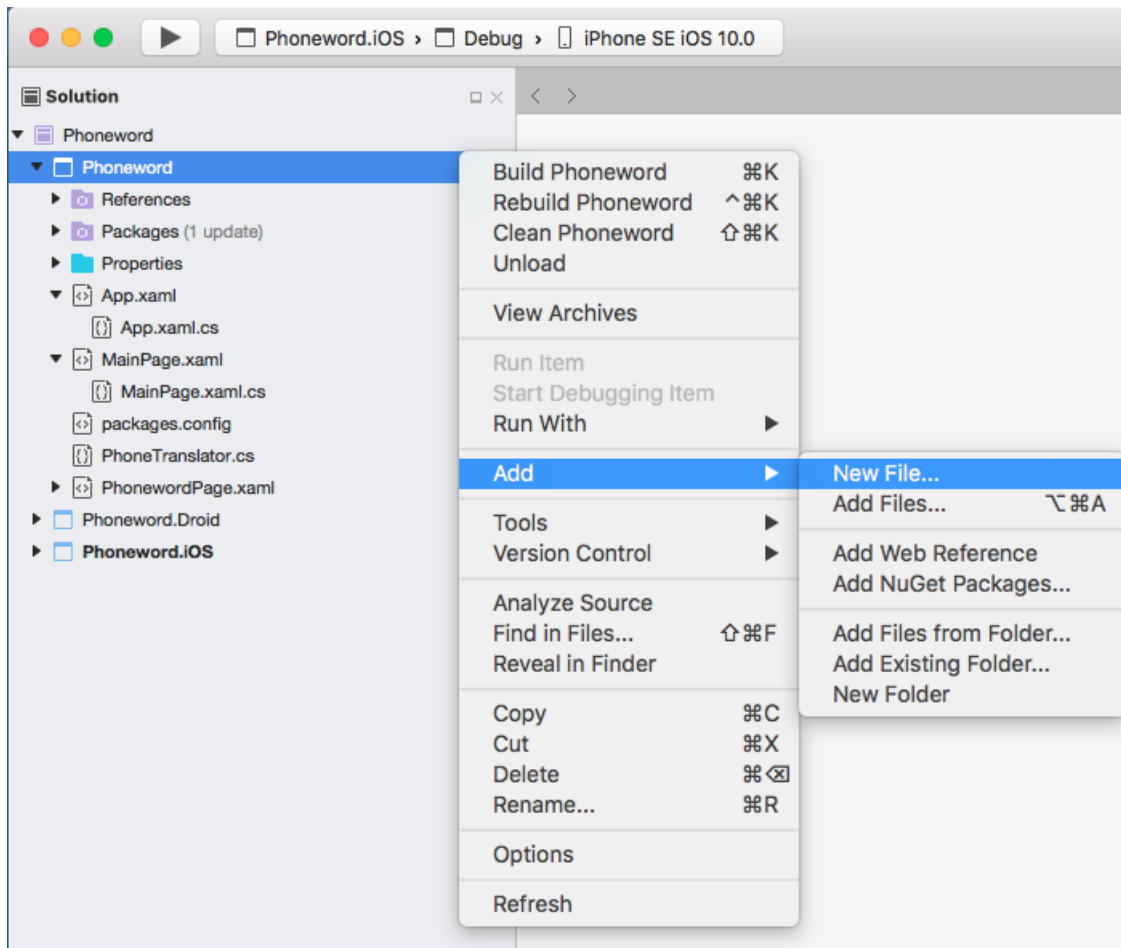 Phoneword.iOS › Debug › iPhone SE iOS 10.0
Solution
Phoneword
Phoneword
References
Packages (1 update)
Properties
App.xaml
App.xaml.cs
MainPage.xaml
MainPage.xaml.cs
packages.config
PhoneTranslator.cs
PhonewordPage.xaml
Phoneword.Droid
Phoneword.iOS
Build Phoneword ⌘K
Rebuild Phoneword ^⌘K
Clean Phoneword ⇧⌘K
Unload
View Archives
Run Item
Start Debugging Item
Run With
Add
Tools
Version Control
Analyze Source
Find in Files... ⇧⌘F
Reveal in Finder
Copy ⌘C
Cut ⌘X
Delete ⌘⌫
Rename... ⌘R
Options
Refresh
New File...
Add Files... ⌥⌘A
Add Web Reference
Add NuGet Packages...
Add Files from Folder...
Add Existing Folder...
New Folder